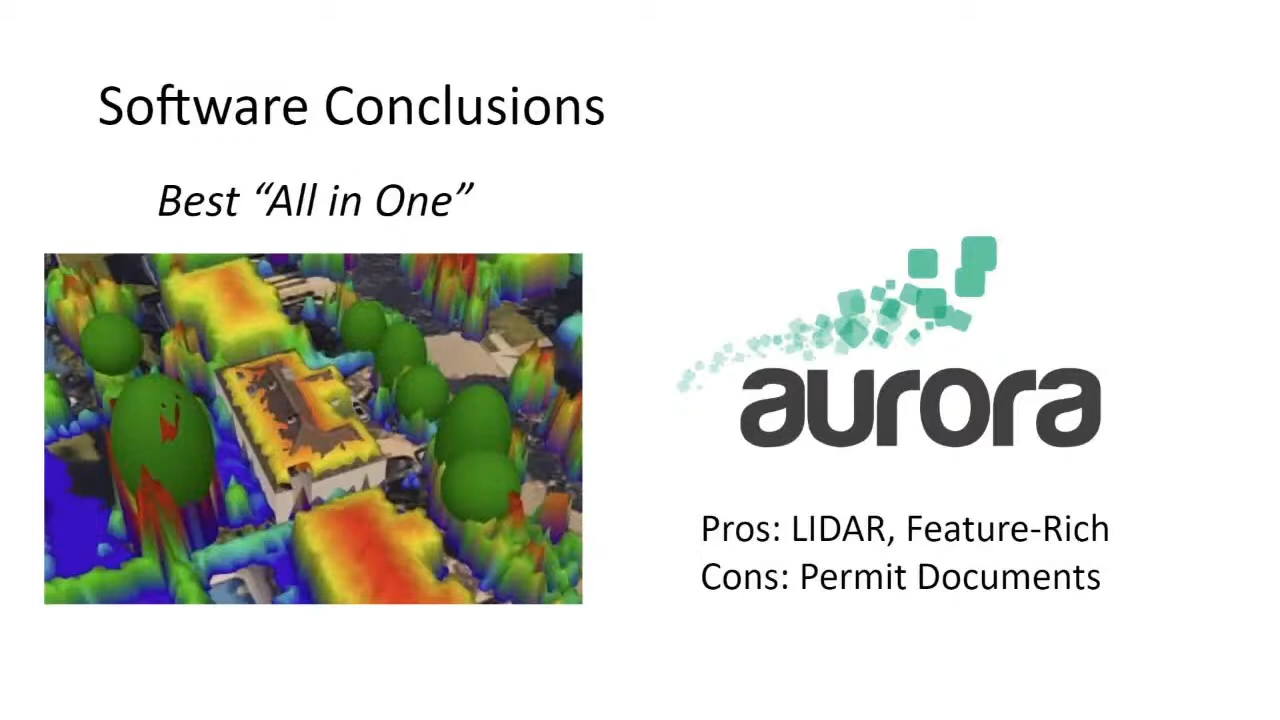 Software Conclusions
Best “All in One”
aurora
Pros: LIDAR, Feature-Rich
Cons: Permit Documents